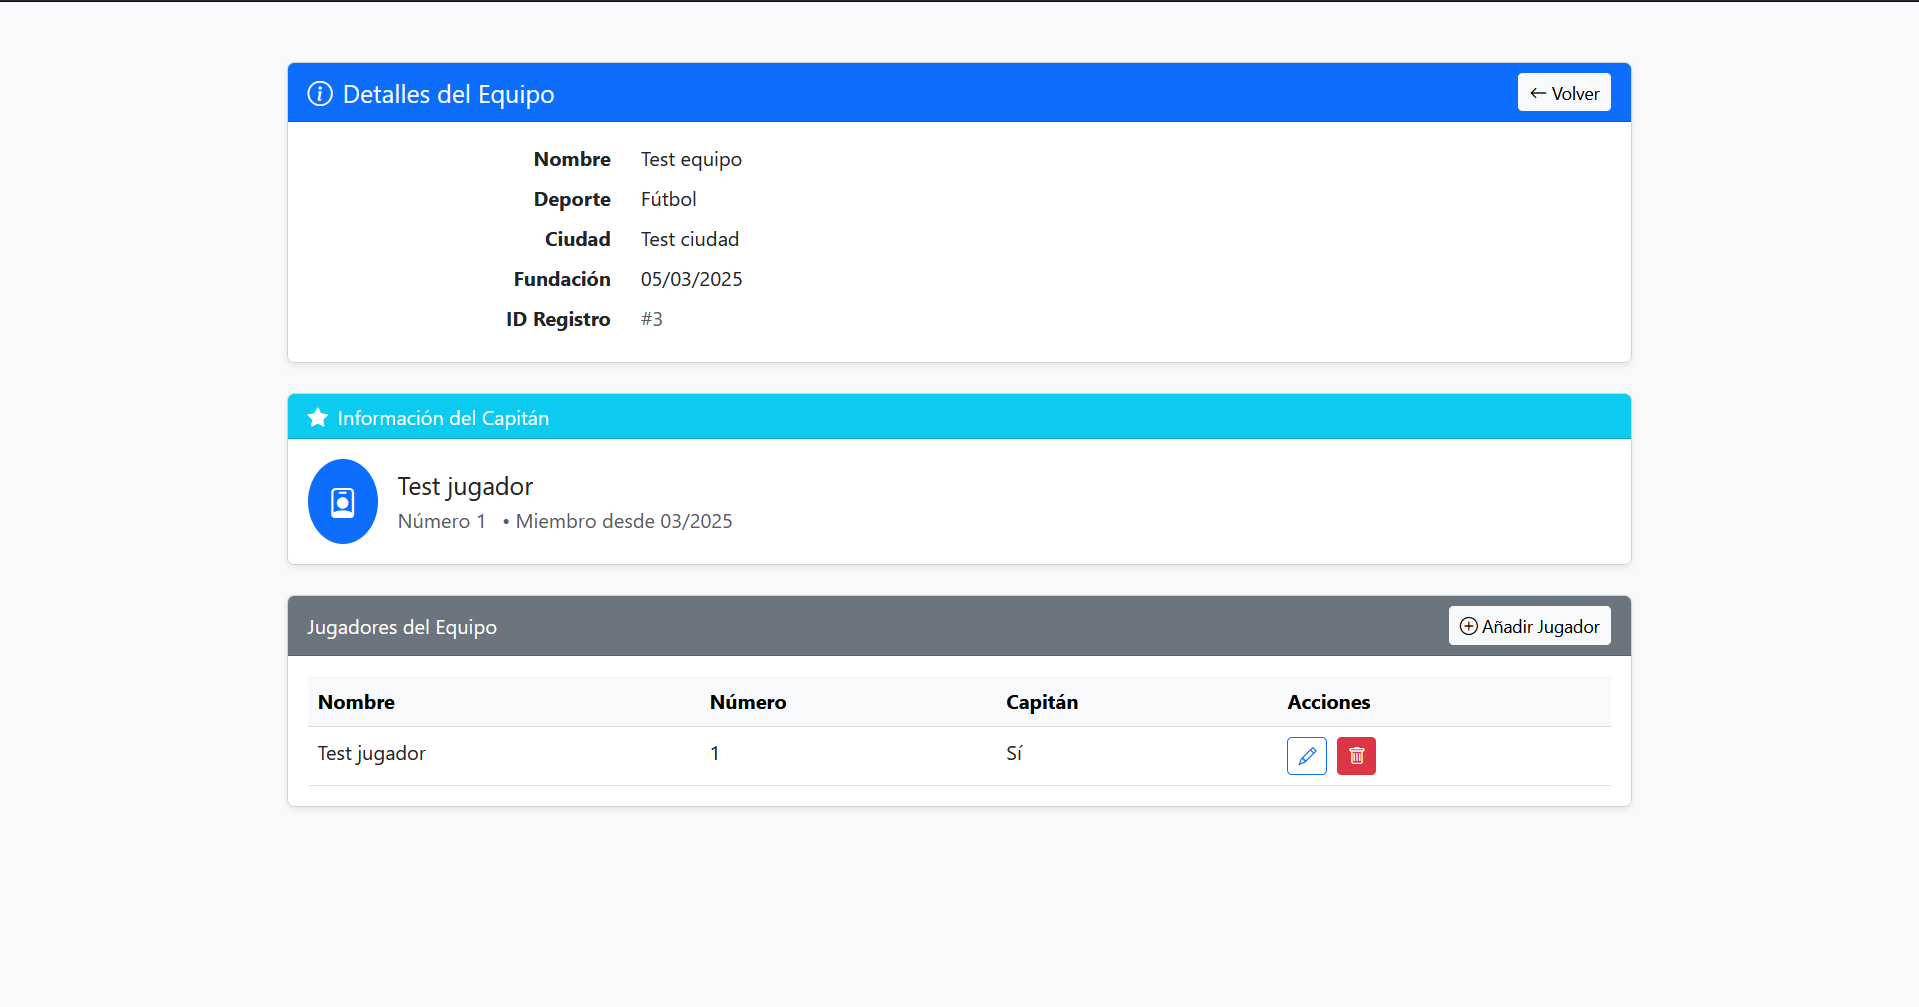 Detalles del Equipo
Volver
Nombre Test equipo
Deporte Fútbol
Ciudad Test ciudad
Fundación 05/03/2025
ID Registro #3
Información del Capitán
Test jugador
Número 1 • Miembro desde 03/2025
Jugadores del Equipo
Añadir Jugador
Nombre Número Capitán Acciones
Test jugador 1 Sí